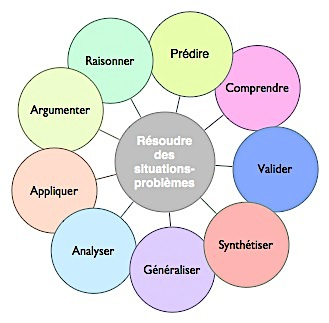 Prédire
Raisonner
Comprendre
Argumenter
Résoudre
des
situations-
problèmes
Valider
Appliquer
Synthétiser
Analyser
Généraliser